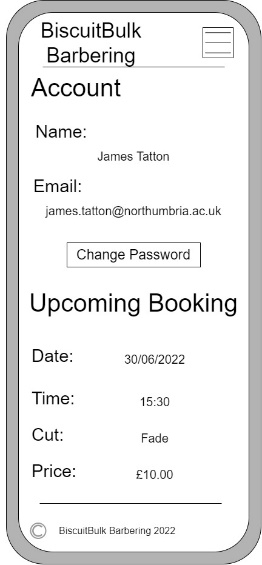 BiscuitBulk
Barbering
Account
Name:
James Tatton
Email:
james.tatton@northumbria.ac.uk
Change Password
Upcoming Booking
Date: 30/06/2022
Time: 15:30
Cut: Fade
Price: £10.00
© BiscuitBulk Barbering 2022